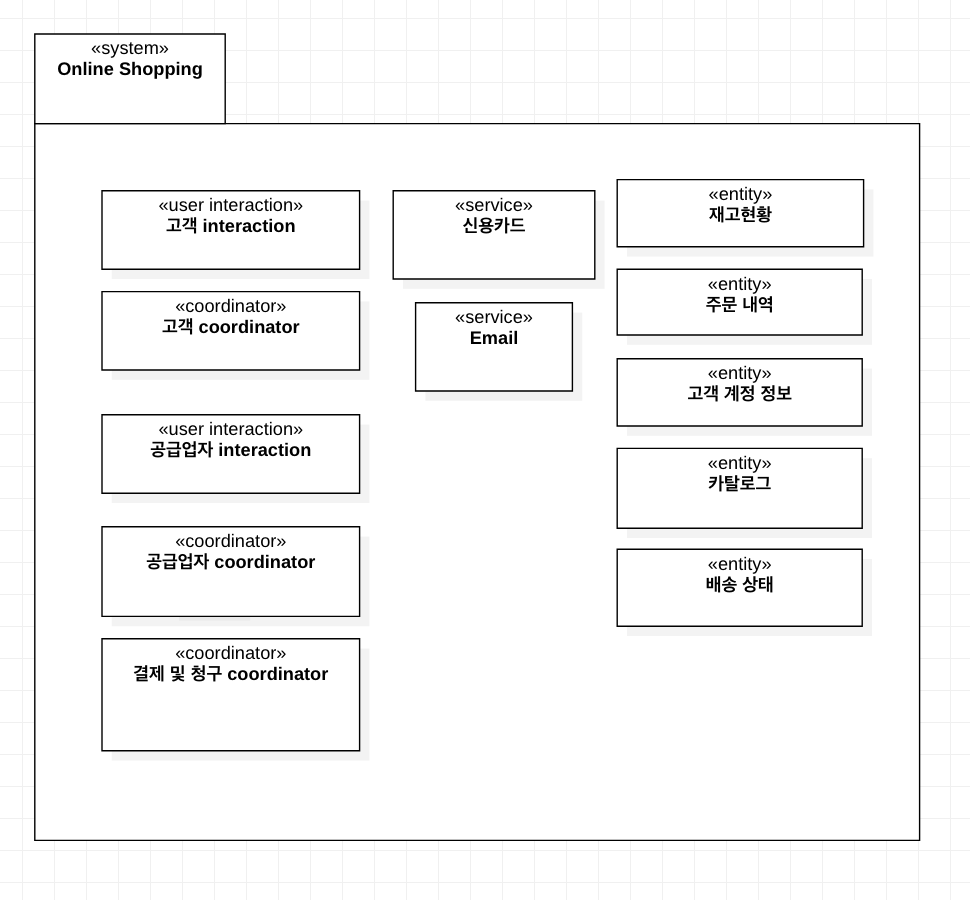 «system»
Online Shopping
«user interaction»
고객 interaction
«coordinator»
고객 coordinator
«user interaction»
공급업자 interaction
«coordinator»
공급업자 coordinator
«coordinator»
결제 및 청구 coordinator
«service»
신용카드
«service»
Email
«entity»
재고현황
«entity»
주문 내역
«entity»
고객 계정 정보
«entity»
카탈로그
«entity»
배송 상태